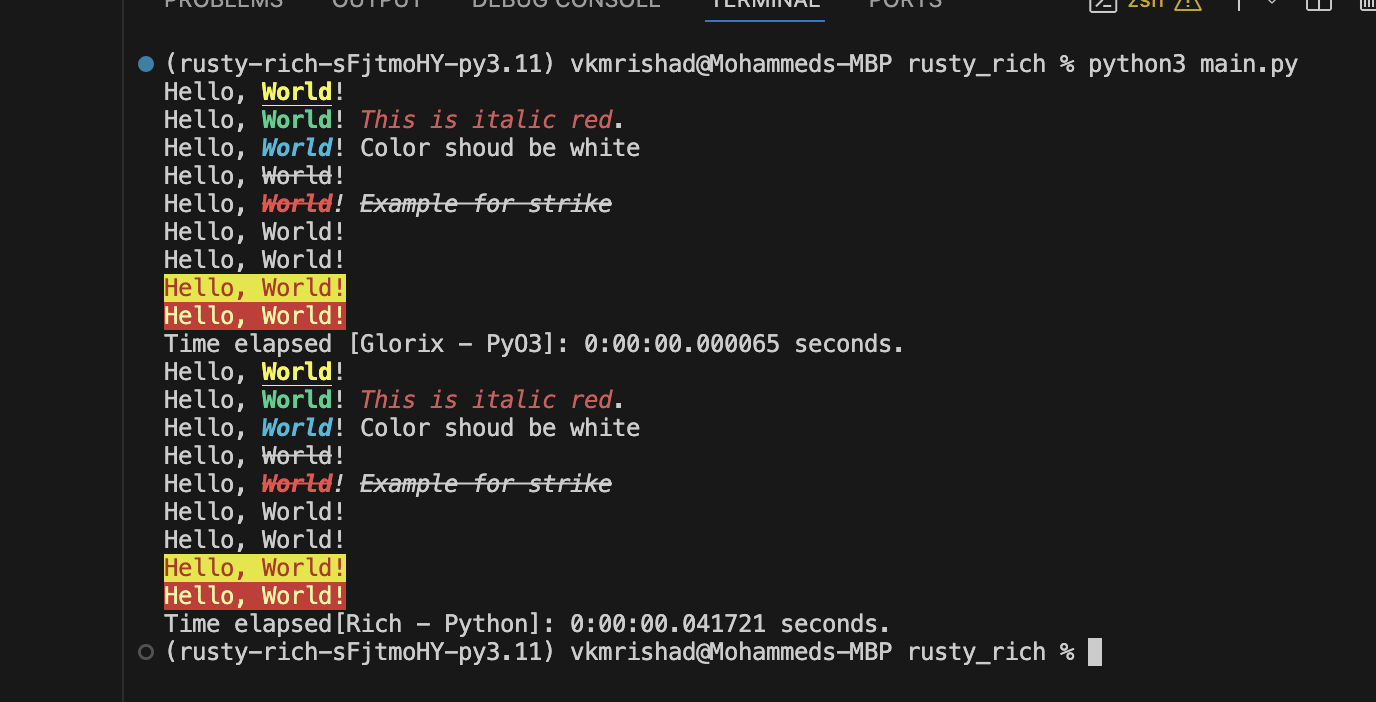 PROBLEMS OUTPUT DEBUG CONSOLE TERMINAL PORTS zsh
(rusty-rich-sFjtmoHY-py3.11) vkmrishad@Mohammeds-MBP rusty_rich % python3 main.py
Hello, World!
Hello, World! This is italic red.
Hello, World! Color shoud be white
Hello, World!
Hello, World! Example for strike
Hello, World!
Hello, World!
Hello, World!
Hello, World!
Time elapsed [Glorix - PyO3]: 0:00:00.000065 seconds.
Hello, World!
Hello, World! This is italic red.
Hello, World! Color shoud be white
Hello, World!
Hello, World! Example for strike
Hello, World!
Hello, World!
Hello, World!
Hello, World!
Time elapsed[Rich - Python]: 0:00:00.041721 seconds.
(rusty-rich-sFjtmoHY-py3.11) vkmrishad@Mohammeds-MBP rusty_rich %